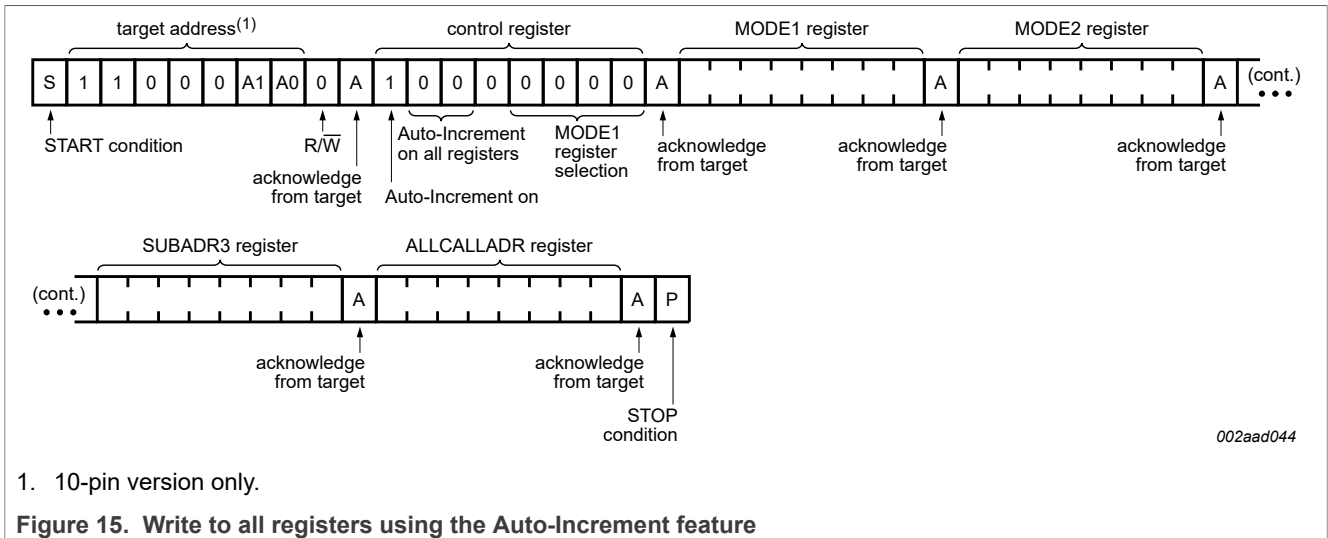 target address(1) control register MODE1 register MODE2 register
S 1 1 0 0 0 A1 A0 0 A 1 0 0 0 0 0 0 0 A A A (cont.)
START condition R/W̅ Auto-Increment on all registers MODE1 register selection acknowledge from target acknowledge from target acknowledge from target
acknowledge from target Auto-Increment on
SUBADR3 register ALLCALLADR register
(cont.) A A P
acknowledge from target acknowledge from target
STOP condition
002aad044
1. 10-pin version only.
Figure 15. Write to all registers using the Auto-Increment feature